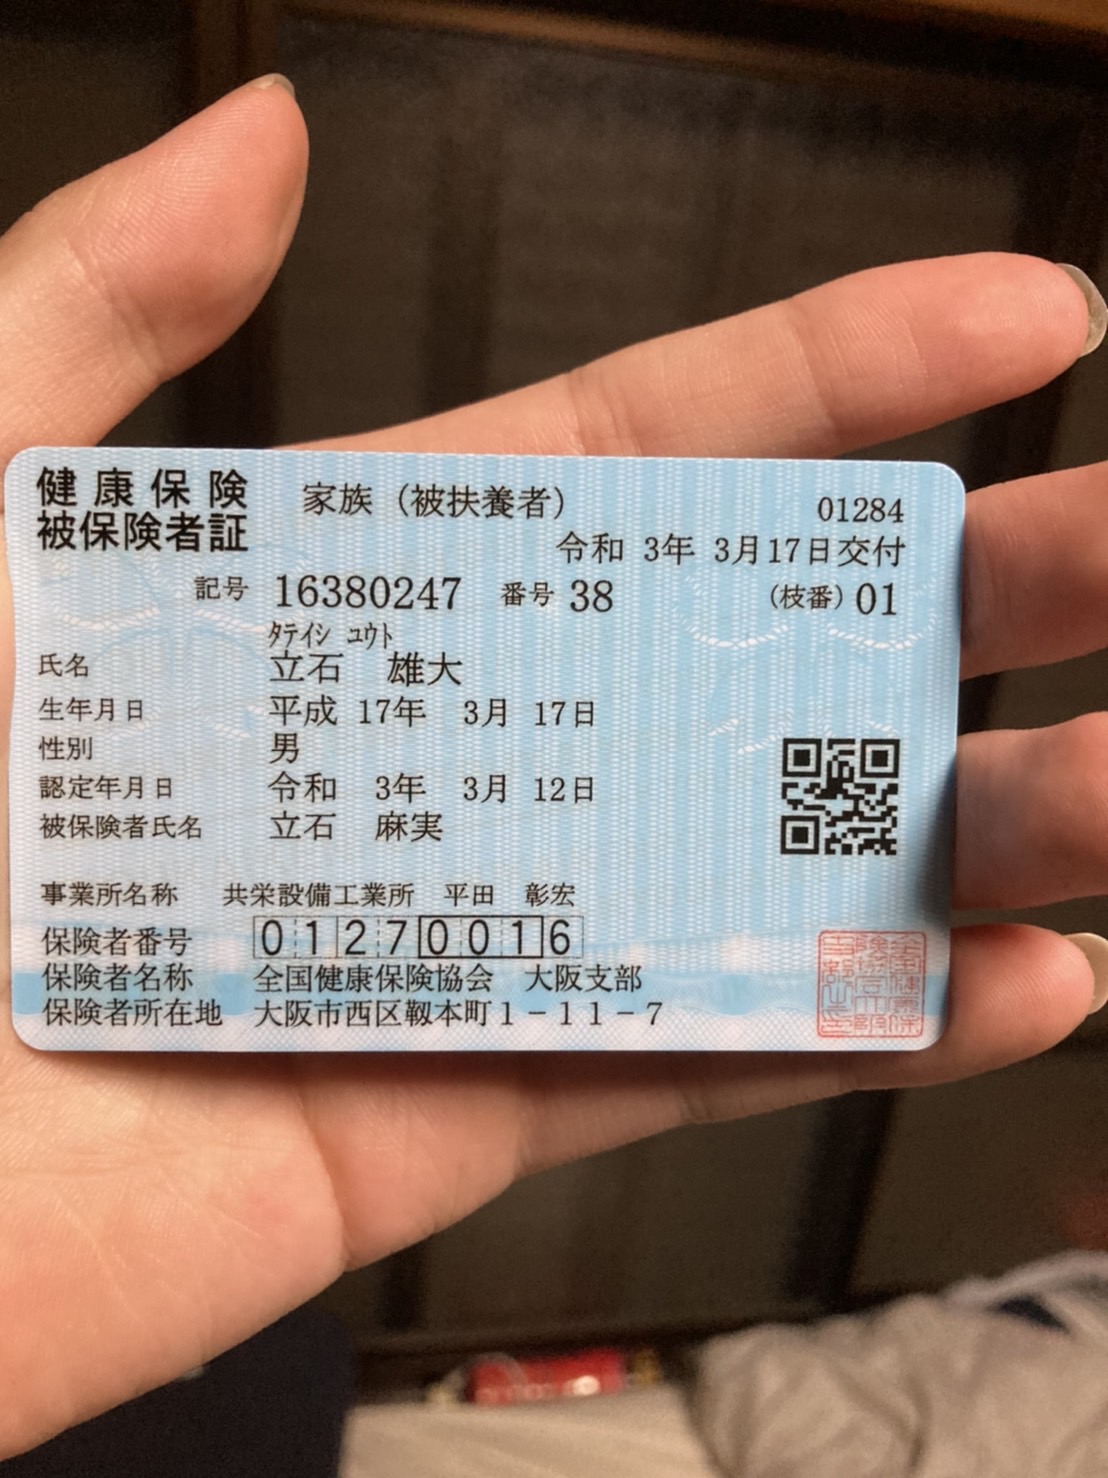 健康保険
被保険者証
家族（被扶養者）
01284
令和 3年 3月17日交付
記号 16380247 番号 38 （枝番）01
ﾀﾃｲｼ ﾕｳﾄ
氏名 立石 雄大
生年月日 平成 17年 3月 17日
性別 男
認定年月日 令和 3年 3月 12日
被保険者氏名 立石 麻実
事業所名称 共栄設備工業所 平田 彰宏
保険者番号 01270016
保険者名称 全国健康保険協会 大阪支部
保険者所在地 大阪市西区靱本町1－11－7